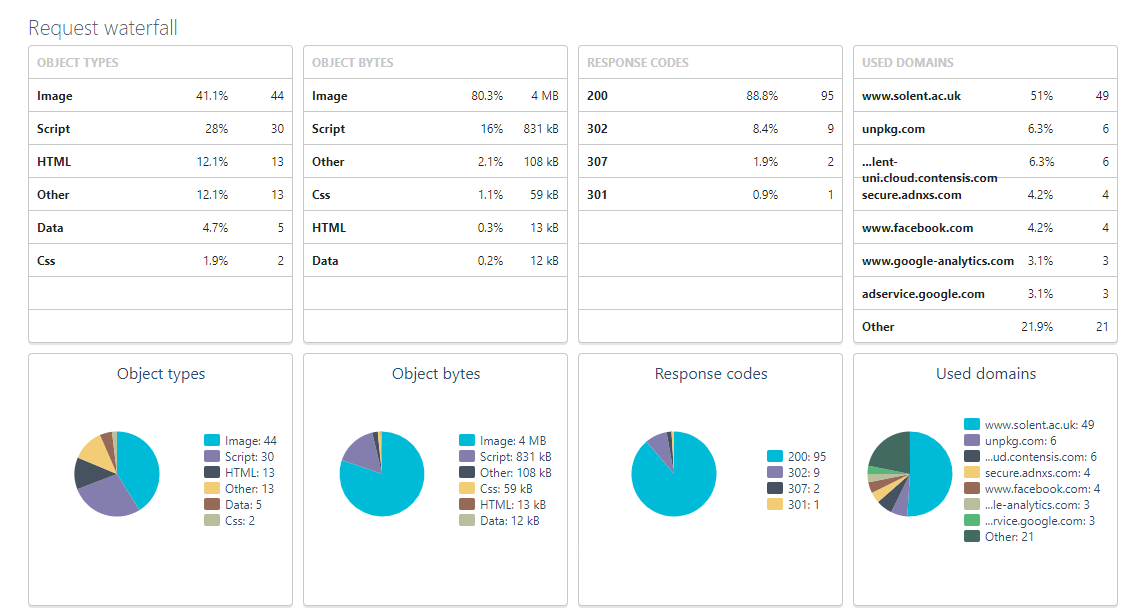 Request waterfall
OBJECT TYPES
Image 41.1% 44
Script 28% 30
HTML 12.1% 13
Other 12.1% 13
Data 4.7% 5
Css 1.9% 2
OBJECT BYTES
Image 80.3% 4 MB
Script 16% 831 kB
Other 2.1% 108 kB
Css 1.1% 59 kB
HTML 0.3% 13 kB
Data 0.2% 12 kB
RESPONSE CODES
200 88.8% 95
302 8.4% 9
307 1.9% 2
301 0.9% 1
USED DOMAINS
www.solent.ac.uk 51% 49
unpkg.com 6.3% 6
...lent- 6.3% 6
uni.cloud.contensis.com
secure.adnxs.com 4.2% 4
www.facebook.com 4.2% 4
www.google-analytics.com 3.1% 3
adservice.google.com 3.1% 3
Other 21.9% 21
Object types
Image: 44
Script: 30
HTML: 13
Other: 13
Data: 5
Css: 2
Object bytes
Image: 4 MB
Script: 831 kB
Other: 108 kB
Css: 59 kB
HTML: 13 kB
Data: 12 kB
Response codes
200: 95
302: 9
307: 2
301: 1
Used domains
www.solent.ac.uk: 49
unpkg.com: 6
...ud.contensis.com: 6
secure.adnxs.com: 4
www.facebook.com: 4
...le-analytics.com: 3
...rvice.google.com: 3
Other: 21